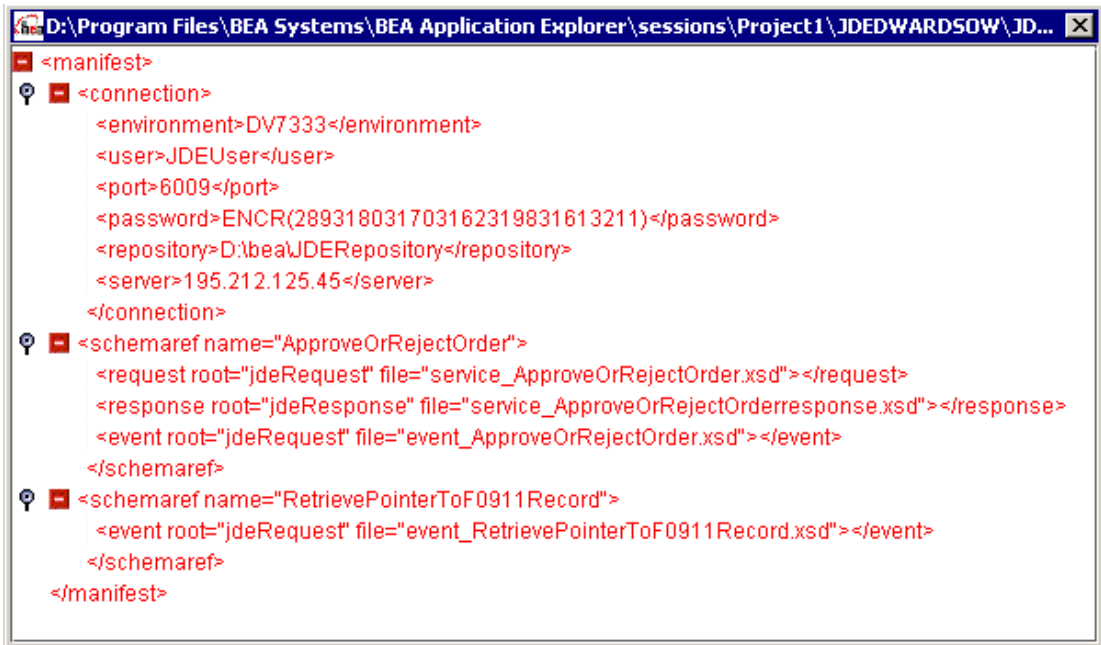 D:\Program Files\BEA Systems\BEA Application Explorer\sessions\Project1\JDEDWARDSOW\JD...
<manifest>
<connection>
<environment>DV7333</environment>
<user>JDEUser</user>
<port>6009</port>
<password>ENCR(2893180317031623198316132​11)</password>
<repository>D:\bea\JDERepository</repository>
<server>195.212.125.45</server>
</connection>
<schemaref name="ApproveOrRejectOrder">
<request root="jdeRequest" file="service_ApproveOrRejectOrder.xsd"></request>
<response root="jdeResponse" file="service_ApproveOrRejectOrderresponse.xsd"></response>
<event root="jdeRequest" file="event_ApproveOrRejectOrder.xsd"></event>
</schemaref>
<schemaref name="RetrievePointerToF0911Record">
<event root="jdeRequest" file="event_RetrievePointerToF0911Record.xsd"></event>
</schemaref>
</manifest>